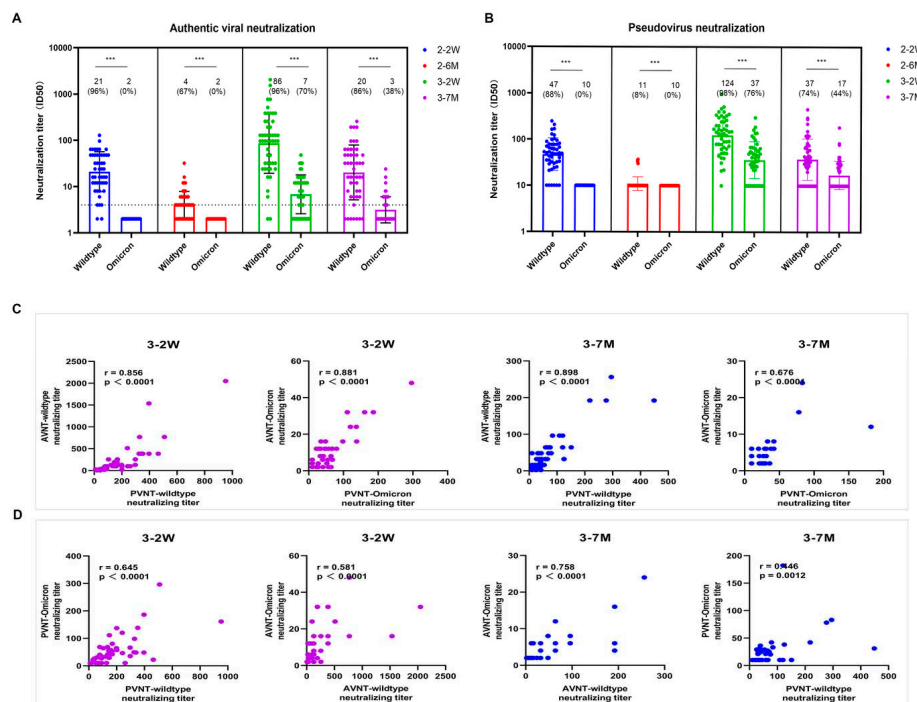 A
Authentic viral neutralization
Neutralization titer (ID50)
10000
1000
100
10
1
***
***
***
***
21
(96%)
2
(0%)
4
(67%)
2
(0%)
86
(96%)
7
(70%)
20
(86%)
3
(38%)
Wildtype
Omicron
Wildtype
Omicron
Wildtype
Omicron
Wildtype
Omicron
2-2W
2-6M
3-2W
3-7M
B
Pseudovirus neutralization
Neutralization titer (ID50)
10000
1000
100
10
1
***
***
***
***
47
(88%)
10
(0%)
11
(8%)
10
(0%)
124
(98%)
37
(76%)
37
(74%)
17
(44%)
Wildtype
Omicron
Wildtype
Omicron
Wildtype
Omicron
Wildtype
Omicron
2-2W
2-6M
3-2W
3-7M
C
3-2W
r = 0.856
p < 0.0001
AVNT-wildtype
neutralizing titer
2500
2000
1500
1000
500
0
0 200 400 600 800 1000
PVNT-wildtype
neutralizing titer
3-2W
r = 0.881
p < 0.0001
AVNT-Omicron
neutralizing titer
60
40
20
0
0 100 200 300 400
PVNT-Omicron
neutralizing titer
3-7M
r = 0.898
p < 0.0001
AVNT-wildtype
neutralizing titer
300
200
100
0
0 100 200 300 400 500
PVNT-wildtype
neutralizing titer
3-7M
r = 0.676
p < 0.0001
AVNT-Omicron
neutralizing titer
30
20
10
0
0 50 100 150 200
PVNT-Omicron
neutralizing titer
D
3-2W
r = 0.645
p < 0.0001
PVNT-Omicron
neutralizing titer
400
300
200
100
0
0 200 400 600 800 1000
PVNT-wildtype
neutralizing titer
3-2W
r = 0.581
p < 0.0001
AVNT-Omicron
neutralizing titer
60
40
20
0
0 500 1000 1500 2000 2500
AVNT-wildtype
neutralizing titer
3-7M
r = 0.758
p < 0.0001
AVNT-Omicron
neutralizing titer
30
20
10
0
0 100 200 300
AVNT-wildtype
neutralizing titer
3-7M
p = 0.0012
PVNT-Omicron
neutralizing titer
200
150
100
50
0
0 100 200 300 400 500
PVNT-wildtype
neutralizing titer